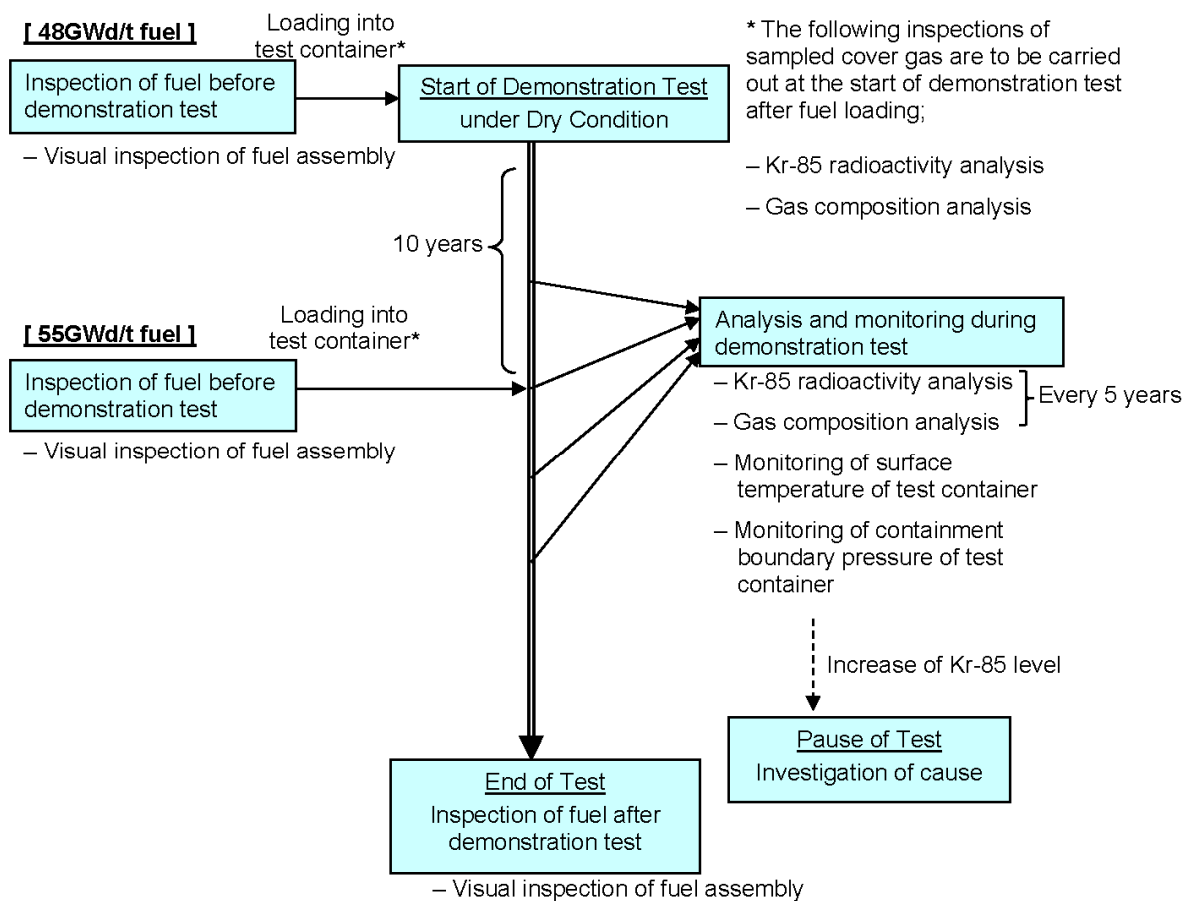 [ 48GWd/t fuel ]
Loading into
test container*
Inspection of fuel before
demonstration test
– Visual inspection of fuel assembly
Start of Demonstration Test
under Dry Condition
* The following inspections of
sampled cover gas are to be carried
out at the start of demonstration test
after fuel loading;
– Kr-85 radioactivity analysis
– Gas composition analysis
10 years
[ 55GWd/t fuel ]
Loading into
test container*
Inspection of fuel before
demonstration test
– Visual inspection of fuel assembly
Analysis and monitoring during
demonstration test
– Kr-85 radioactivity analysis
– Gas composition analysis
Every 5 years
– Monitoring of surface
temperature of test container
– Monitoring of containment
boundary pressure of test
container
Increase of Kr-85 level
Pause of Test
Investigation of cause
End of Test
Inspection of fuel after
demonstration test
– Visual inspection of fuel assembly